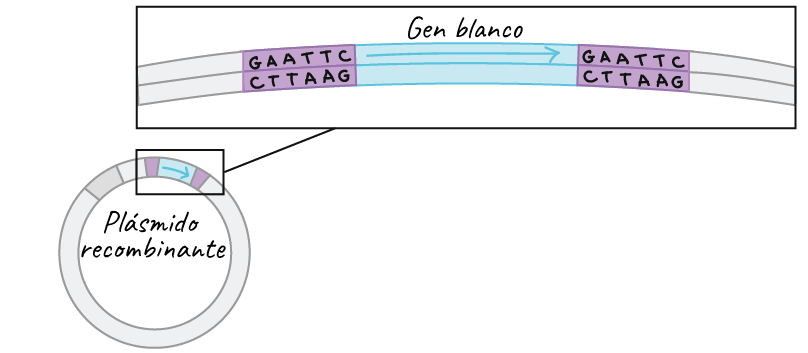 Gen blanco
GAATTC GAATTC
CTTAAG CTTAAG
Plásmido
recombinante